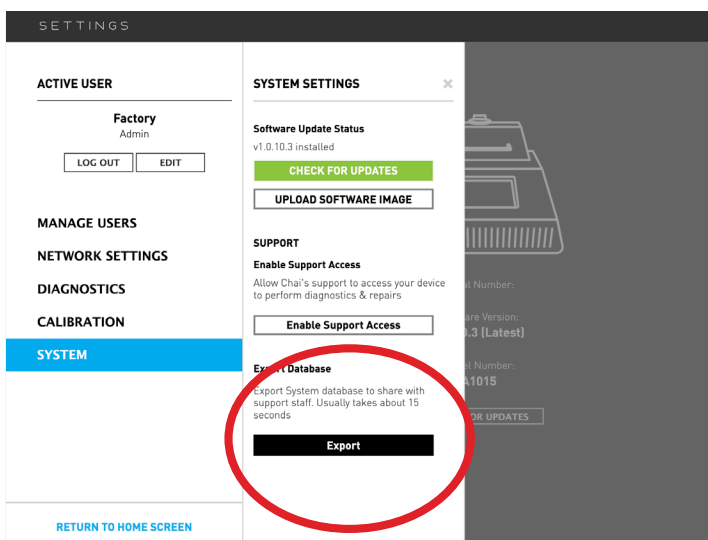 SETTINGS
ACTIVE USER
Factory
Admin
LOG OUT
EDIT
MANAGE USERS
NETWORK SETTINGS
DIAGNOSTICS
CALIBRATION
SYSTEM
RETURN TO HOME SCREEN
SYSTEM SETTINGS
Software Update Status
v1.0.10.3 installed
CHECK FOR UPDATES
UPLOAD SOFTWARE IMAGE
SUPPORT
Enable Support Access
Allow Chai's support to access your device
to perform diagnostics & repairs
Enable Support Access
Export Database
Export System database to share with
support staff. Usually takes about 15
seconds
Export
Number:
Version:
.3 (Latest)
Number:
A1015
OR UPDATES